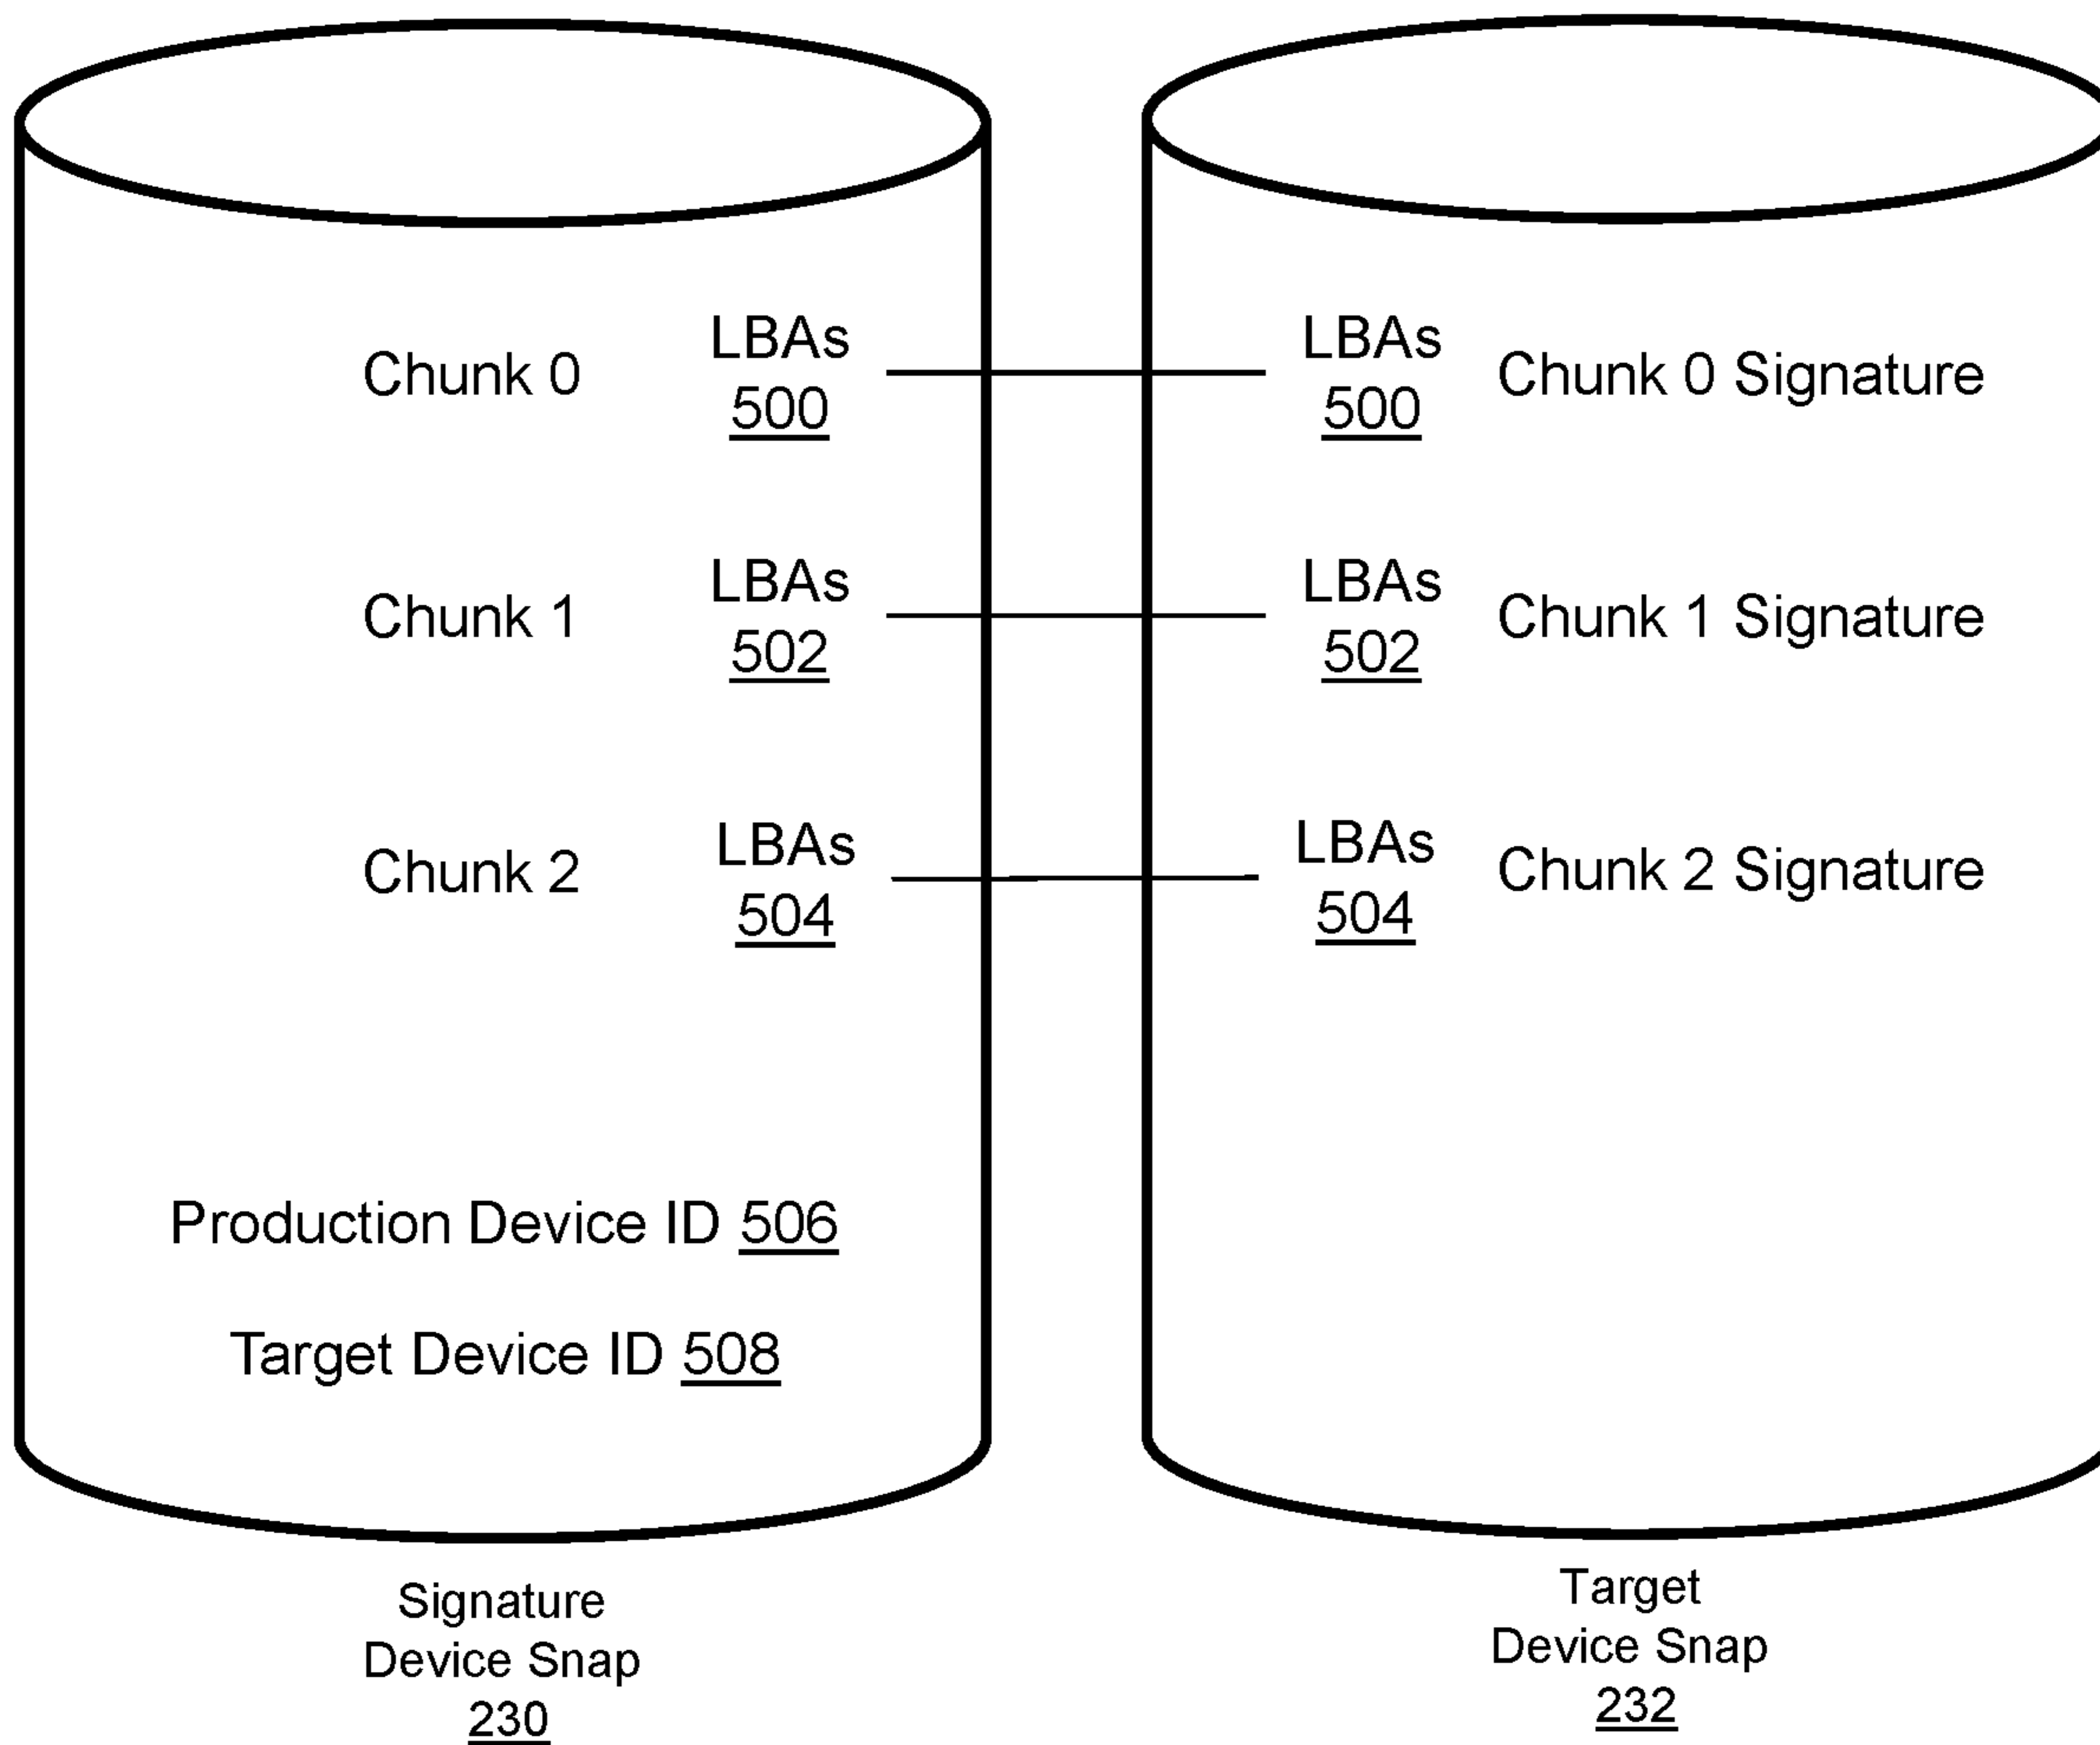 LBAs
Chunk 0
500
LBAs
500
Chunk 0 Signature
LBAs
Chunk 1
502
LBAs
502
Chunk 1 Signature
LBAs
Chunk 2
504
LBAs
504
Chunk 2 Signature
Production Device ID 506
Target Device ID 508
Signature
Device Snap
230
Target
Device Snap
232